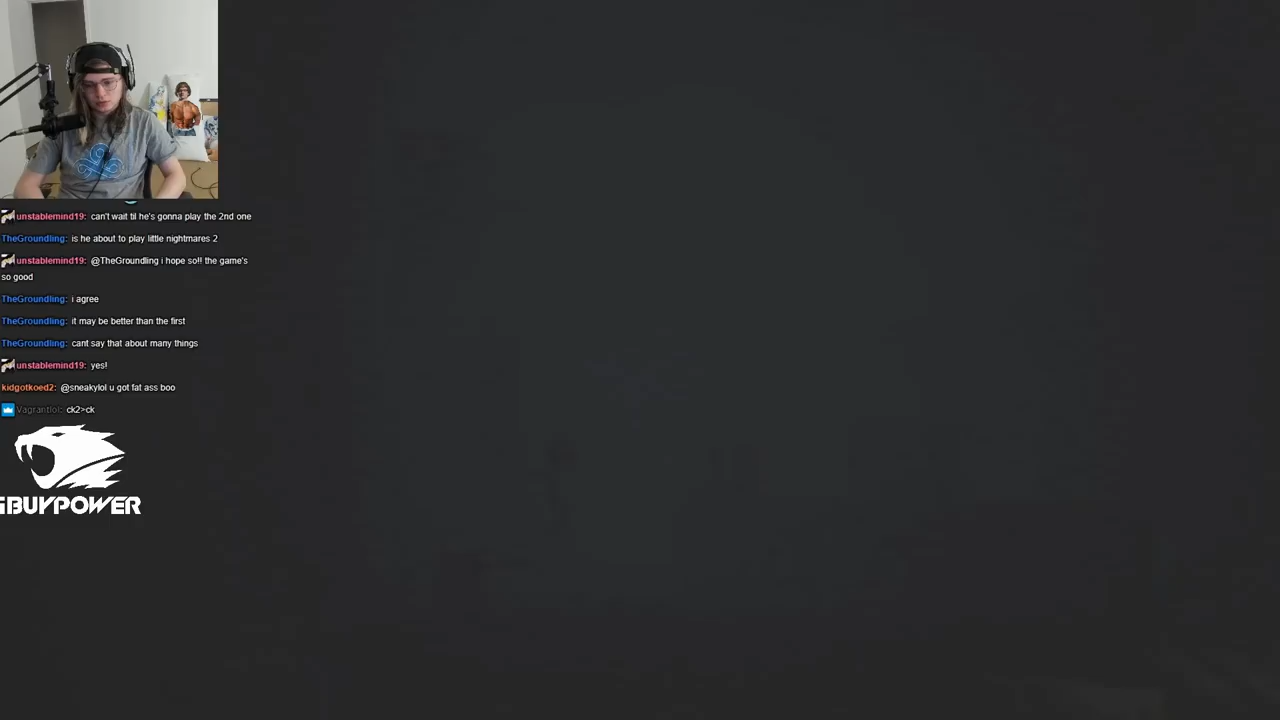 unstablemind19: can't wait til he's gonna play the 2nd one
TheGroundling: is he about to play little nightmares 2
unstablemind19: @TheGroundling i hope so!! the game's
so good
TheGroundling: i agree
TheGroundling: it may be better than the first
TheGroundling: cant say that about many things
unstablemind19: yes!
kidgotkoed2: @sneakylol u got fat ass boo
Vagrantlol: ck2>ck
iBUYPOWER